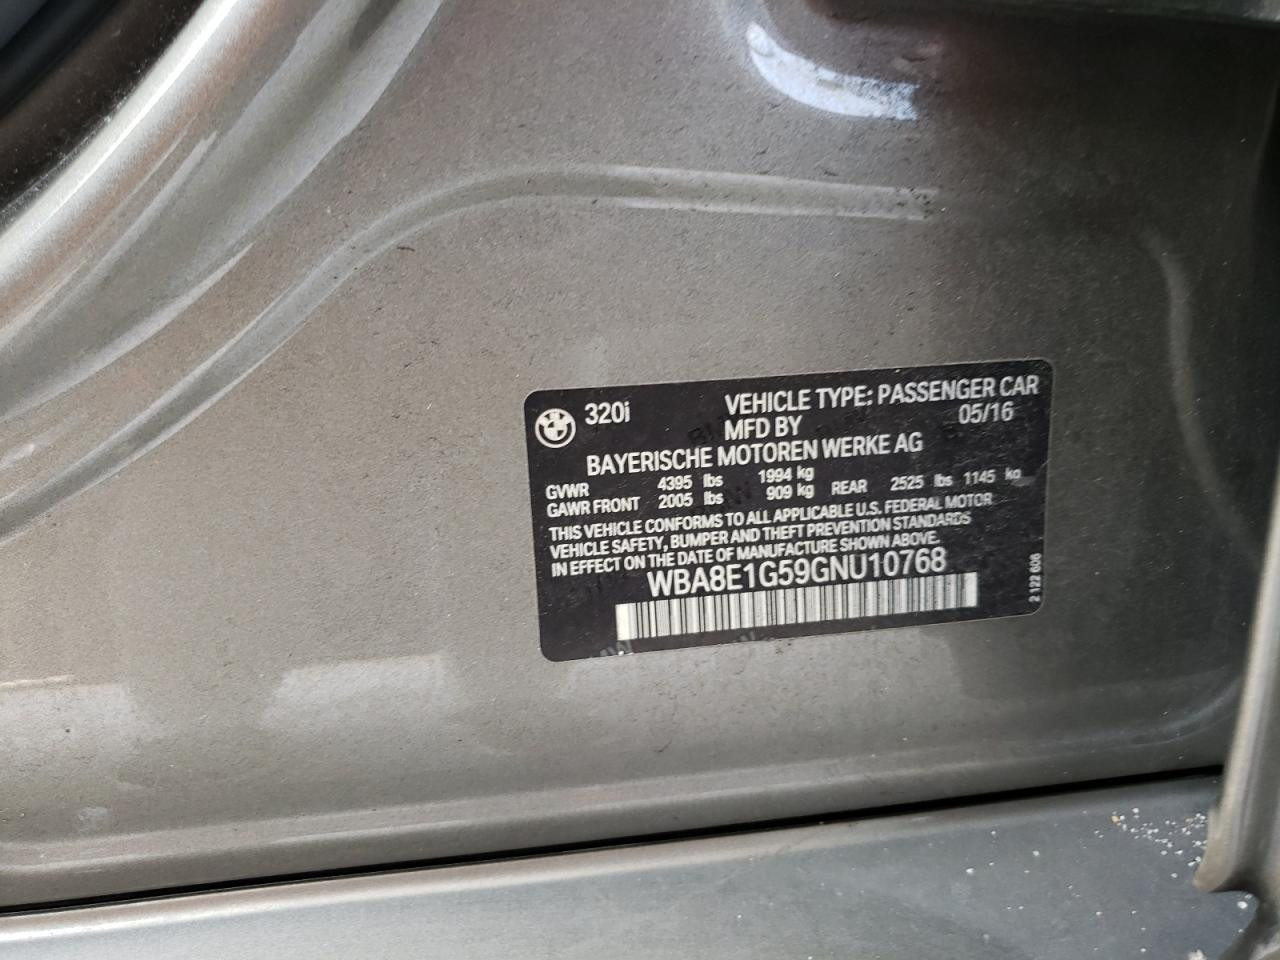 320i VEHICLE TYPE: PASSENGER CAR
MFD BY 05/16
BAYERISCHE MOTOREN WERKE AG
GVWR 4395 lbs 1994 kg
GAWR FRONT 2005 lbs 909 kg REAR 2525 lbs 1145 kg
THIS VEHICLE CONFORMS TO ALL APPLICABLE U.S. FEDERAL MOTOR
VEHICLE SAFETY, BUMPER AND THEFT PREVENTION STANDARDS
IN EFFECT ON THE DATE OF MANUFACTURE SHOWN ABOVE.
WBA8E1G59GNU10768
2 122 606